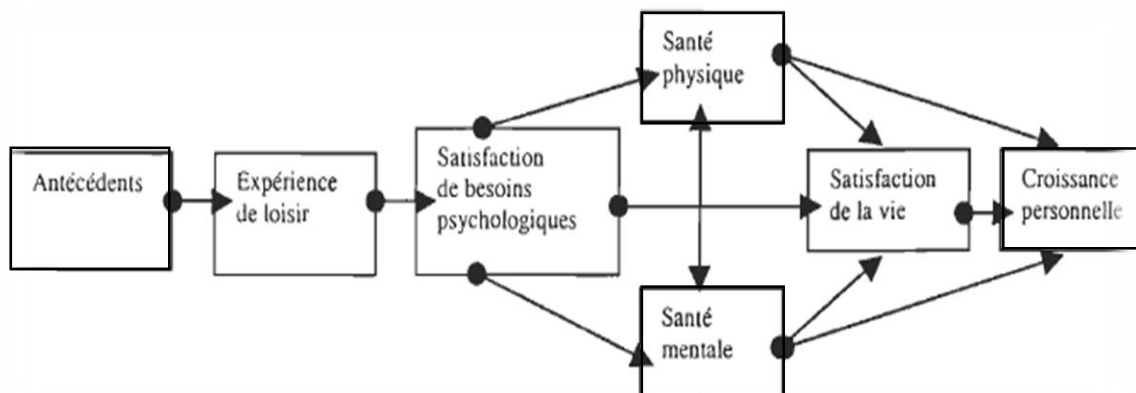 Santé
physique
Antécédents
Expérience
de loisir
Satisfaction
de besoins
psychologiques
Satisfaction
de la vie
Croissance
personnelle
Santé
mentale